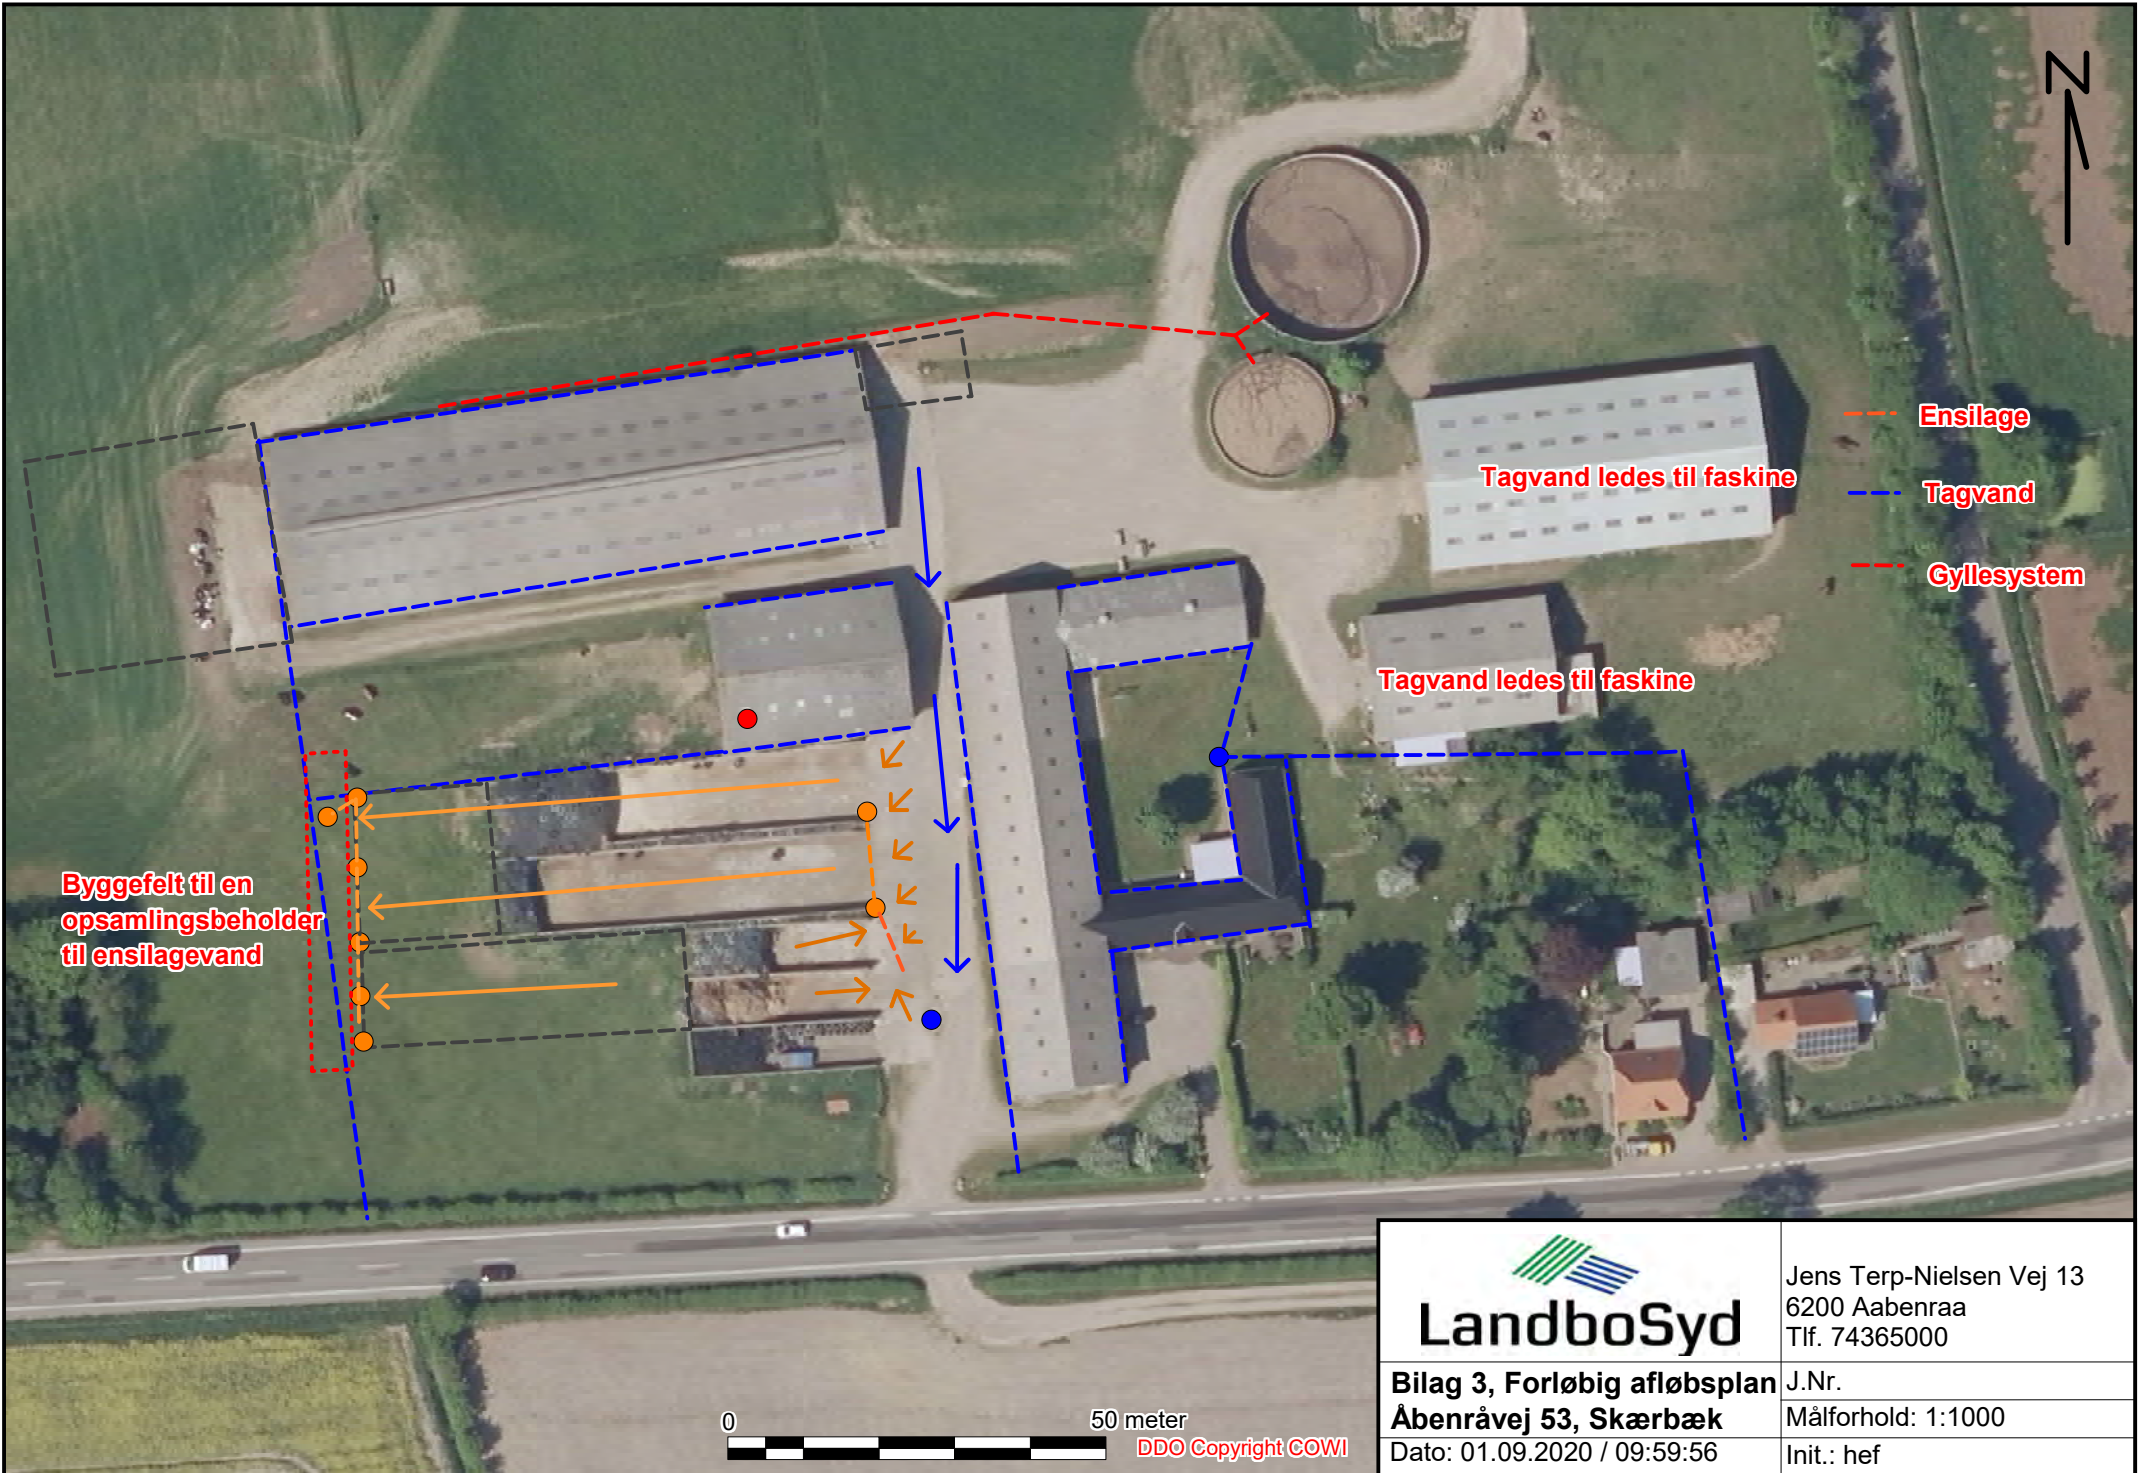 N
Ensilage
Tagvand ledes til faskine
Tagvand
Gyllesystem
Tagvand ledes til faskine
Byggefelt til en
opsamlingsbeholder
til ensilagevand
0
50 meter
DDO Copyright COWI
LandboSyd
Jens Terp-Nielsen Vej 13
6200 Aabenraa
Tlf. 74365000
Bilag 3, Forløbig afløbsplan
Åbenråvej 53, Skærbæk
J.Nr.
Målforhold: 1:1000
Dato: 01.09.2020 / 09:59:56
Init.: hef